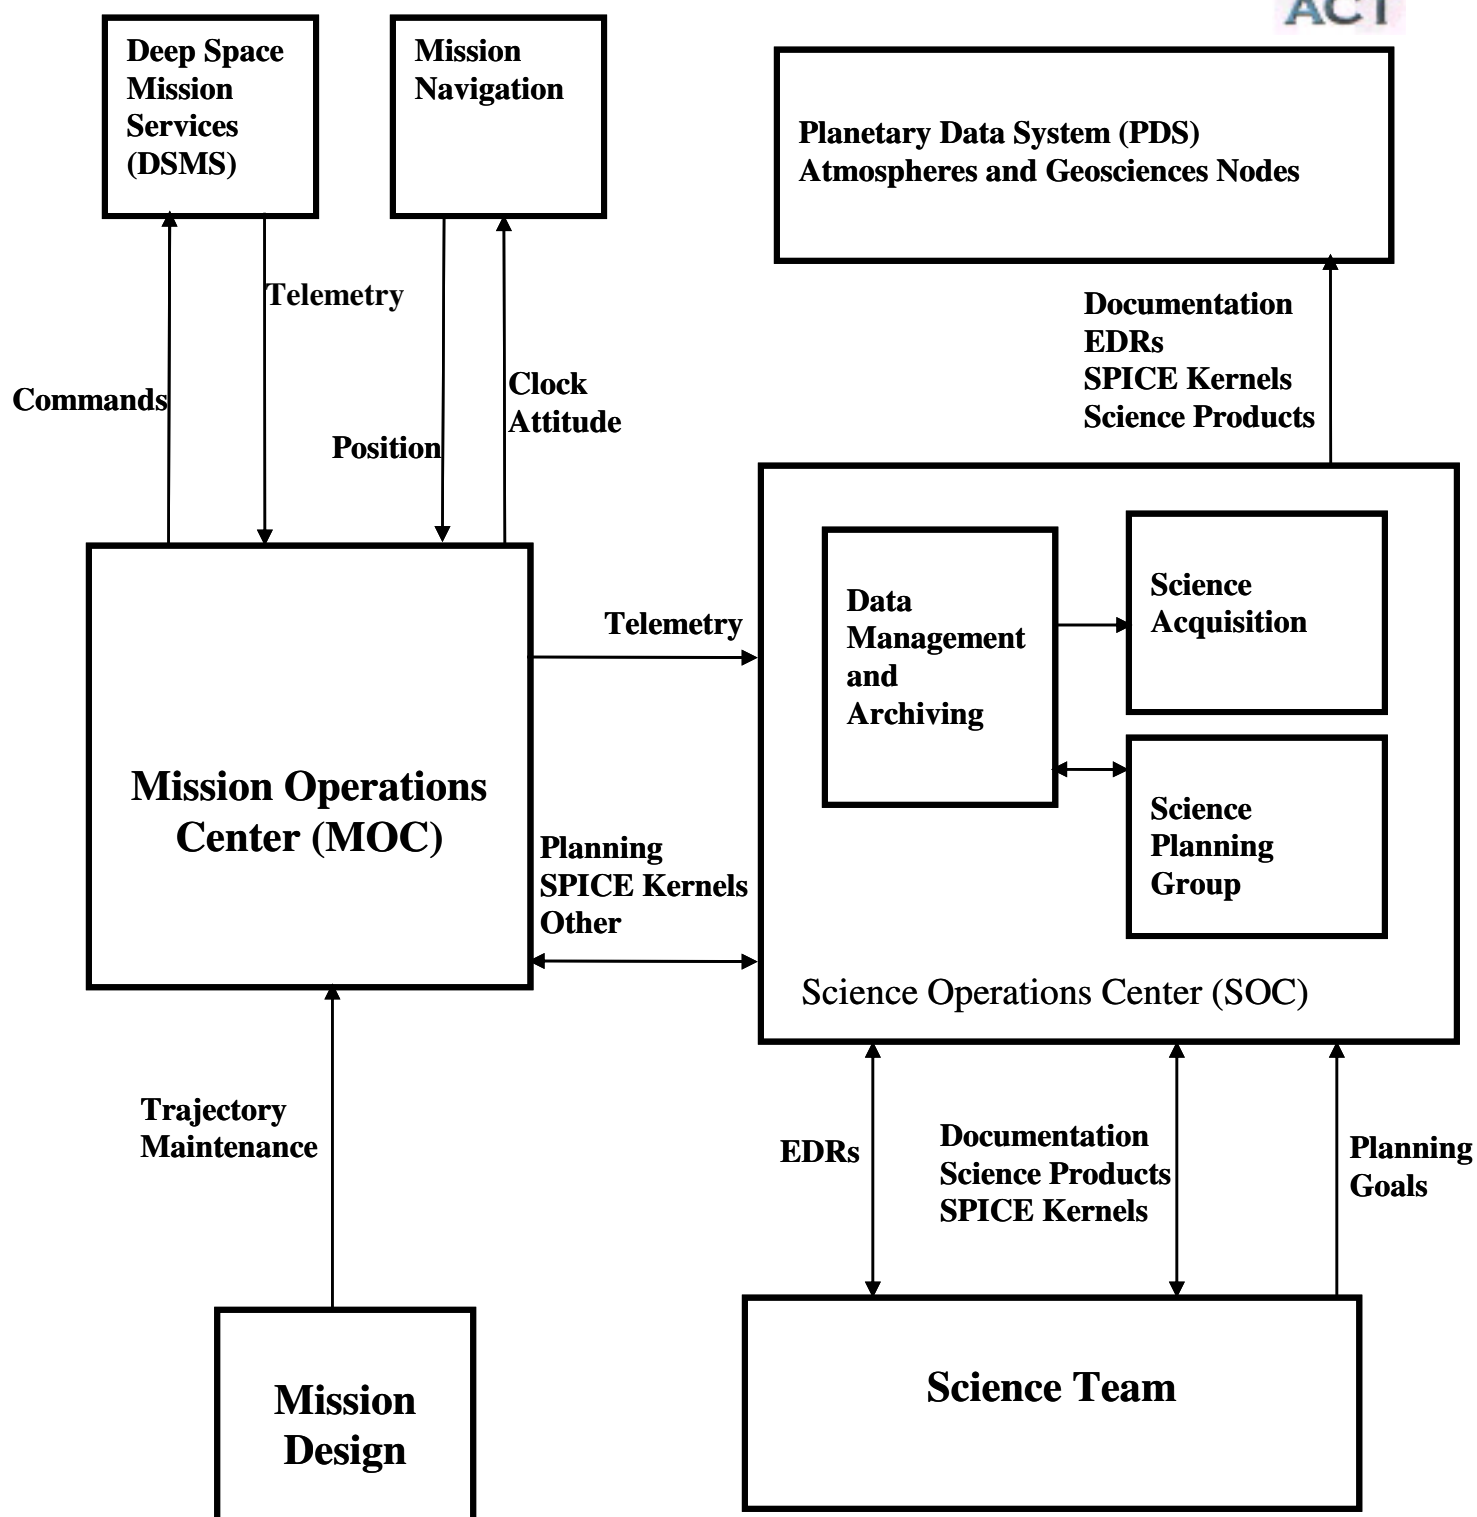 ACT
Deep Space
Mission
Services
(DSMS)
Mission
Navigation
Planetary Data System (PDS)
Atmospheres and Geosciences Nodes
Telemetry
Commands
Position
Clock
Attitude
Documentation
EDRs
SPICE Kernels
Science Products
Mission Operations
Center (MOC)
Telemetry
Planning
SPICE Kernels
Other
Data
Management
and
Archiving
Science
Acquisition
Science
Planning
Group
Science Operations Center (SOC)
Trajectory
Maintenance
EDRs
Documentation
Science Products
SPICE Kernels
Planning
Goals
Mission
Design
Science Team